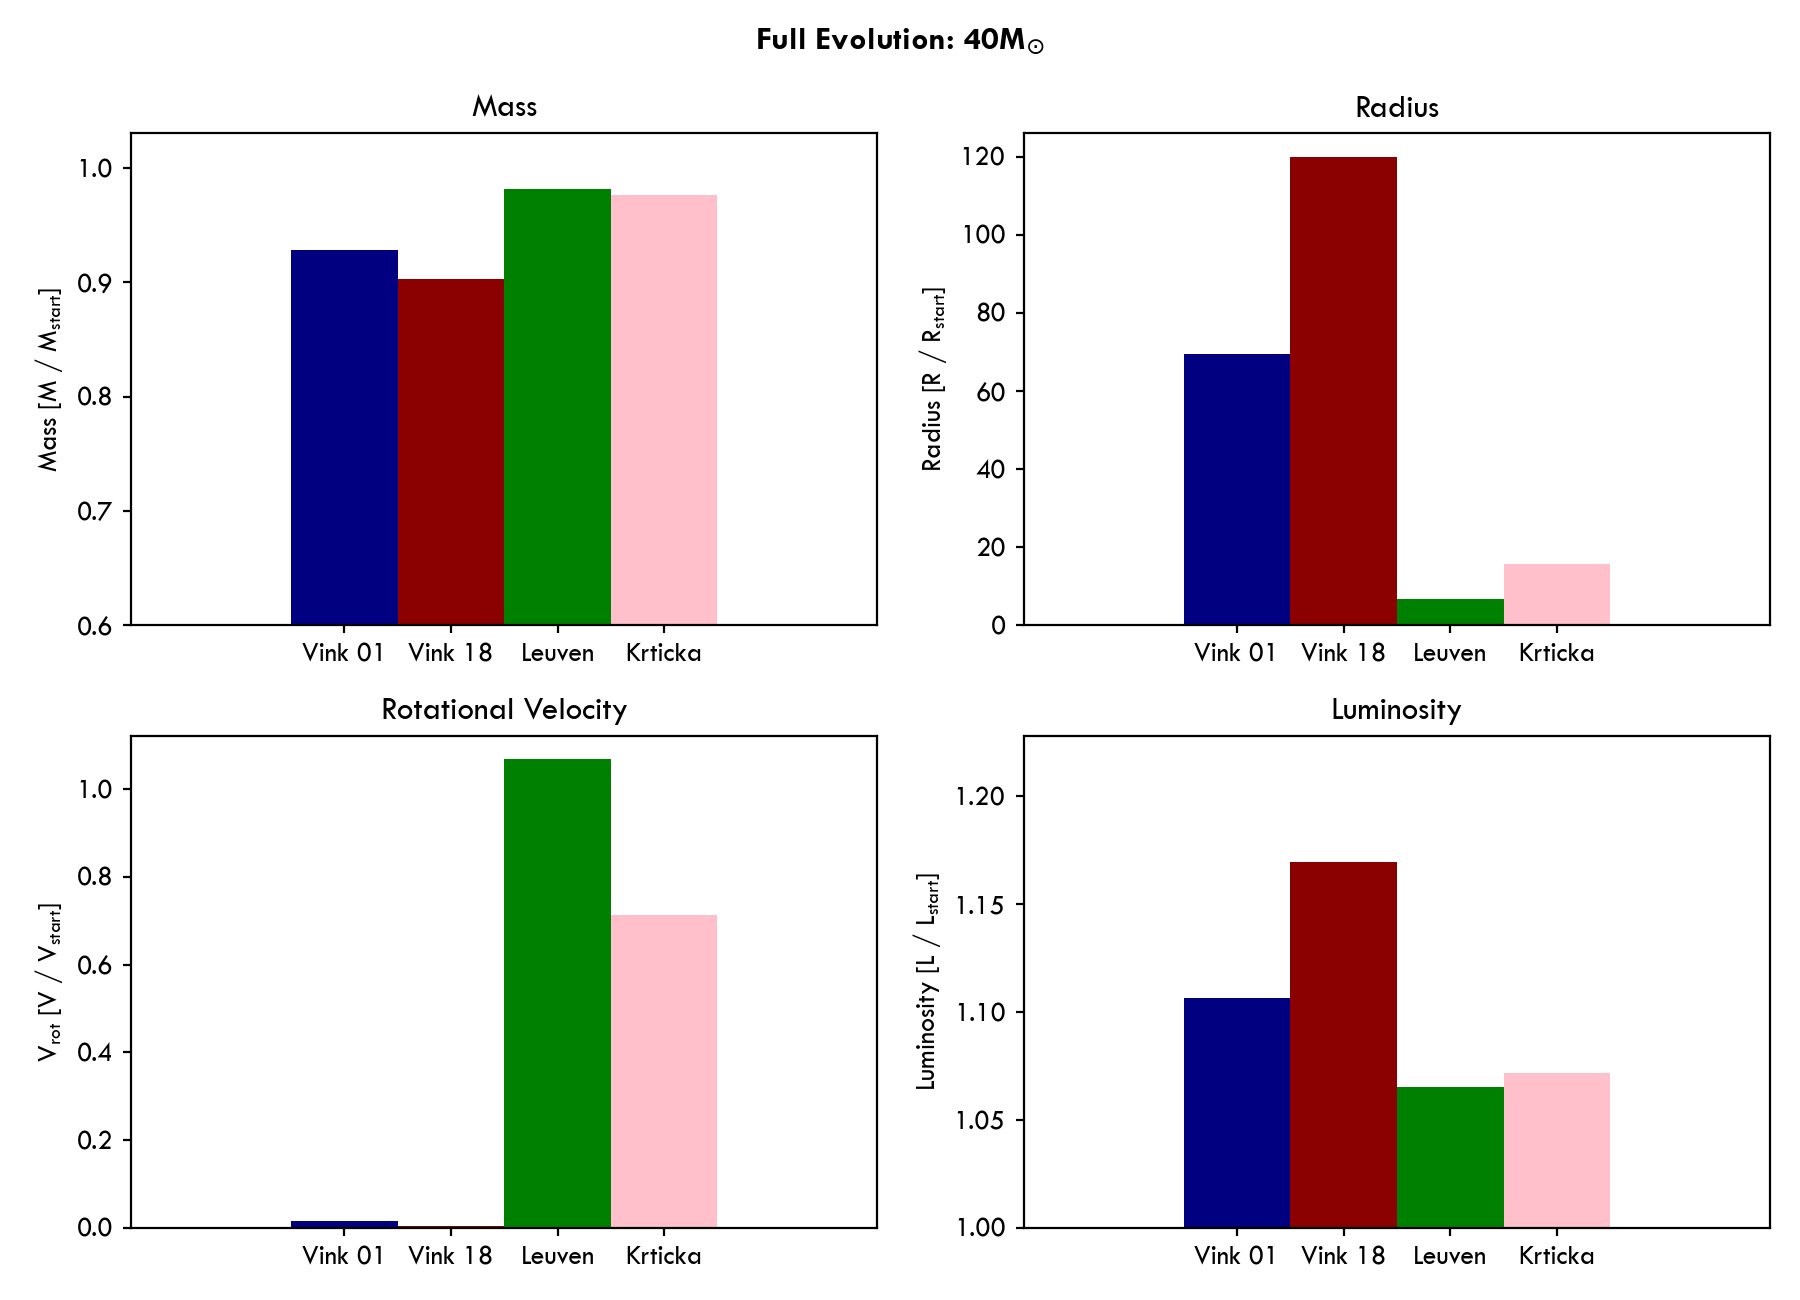 Full Evolution: 40M☉
Mass
Mass [M / Mstart]
1.0
0.9
0.8
0.7
0.6
Vink 01 Vink 18 Leuven Krticka
Radius
Radius [R / Rstart]
120
100
80
60
40
20
0
Vink 01 Vink 18 Leuven Krticka
Rotational Velocity
Vrot [V / Vstart]
1.0
0.8
0.6
0.4
0.2
0.0
Vink 01 Vink 18 Leuven Krticka
Luminosity
Luminosity [L / Lstart]
1.20
1.15
1.10
1.05
1.00
Vink 01 Vink 18 Leuven Krticka